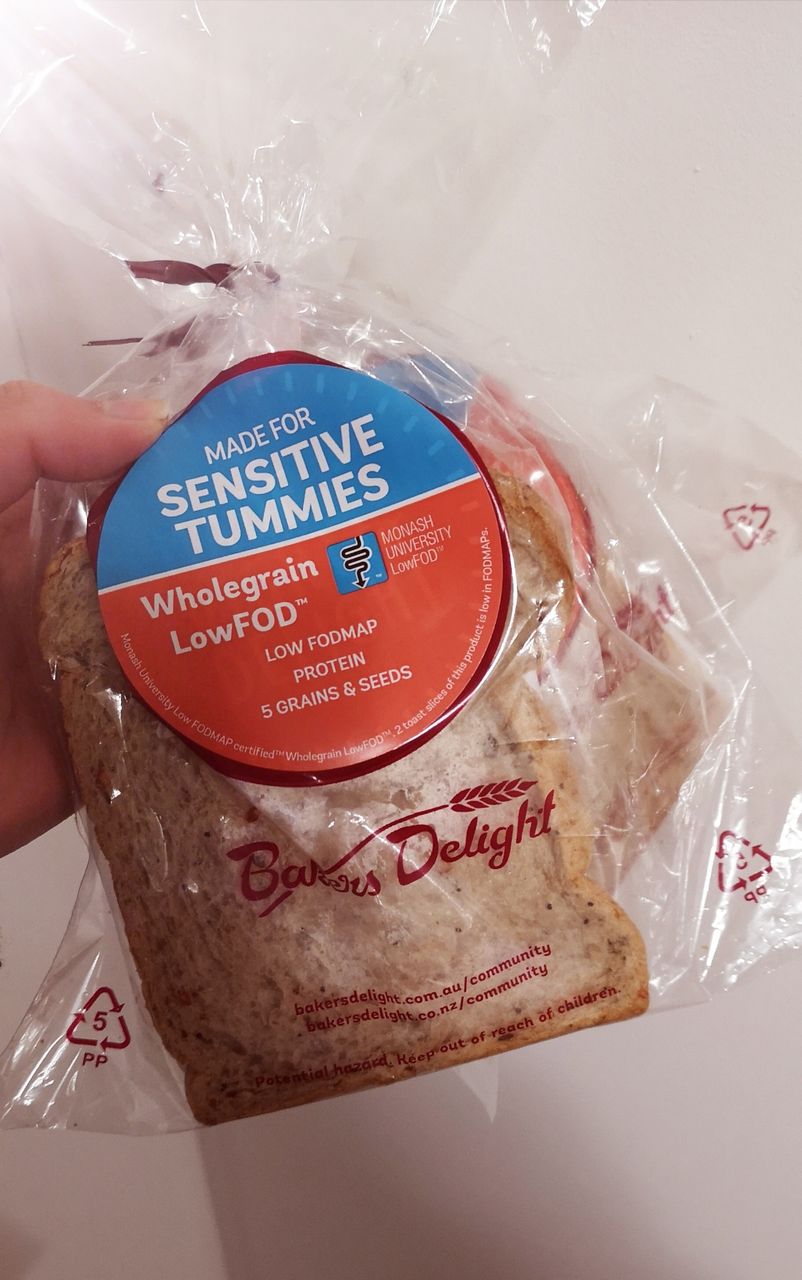 MADE FOR
SENSITIVE
TUMMIES
Wholegrain
LowFOD™
MONASH
UNIVERSITY
LowFOD™
LOW FODMAP
PROTEIN
5 GRAINS & SEEDS
Monash University Low FODMAP certified™ Wholegrain LowFOD™, 2 toast slices of this product is low in FODMAPs.
Bakers Delight
bakersdelight.com.au/community
bakersdelight.co.nz/community
Potential hazard. Keep out of reach of children.
5
PP